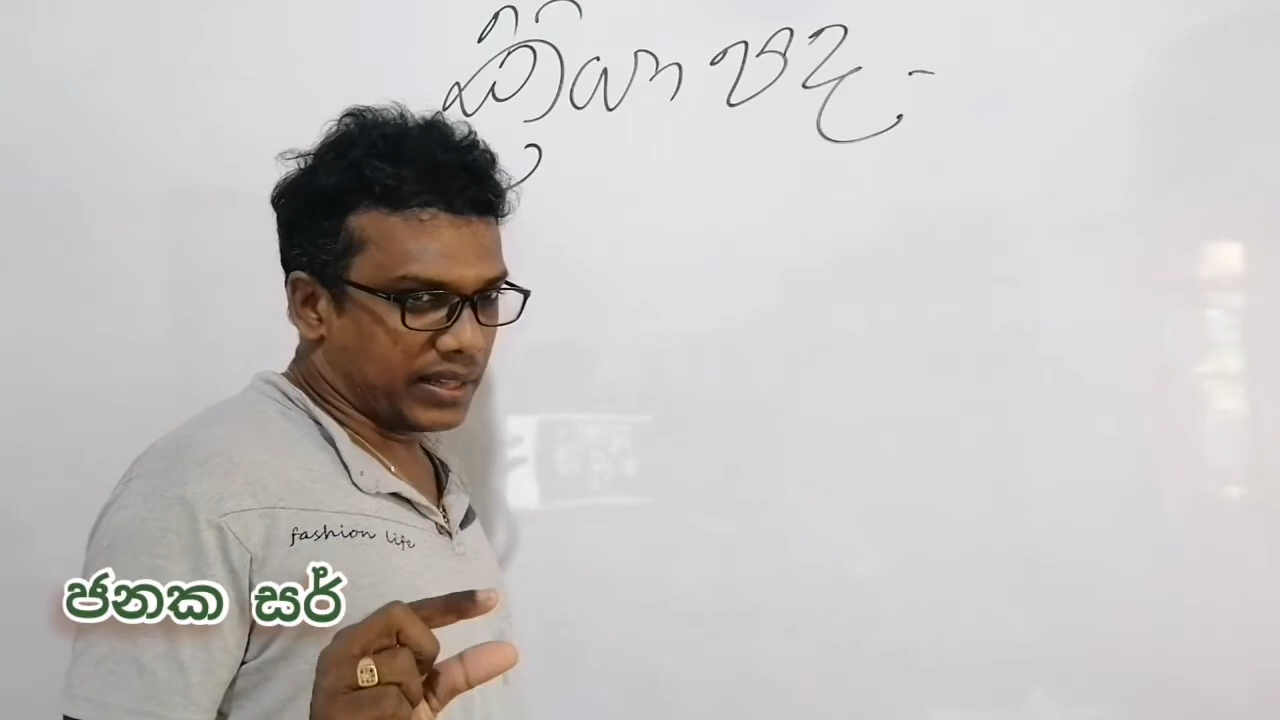 ක්‍රියා පද -
fashion life
ජනක සර්